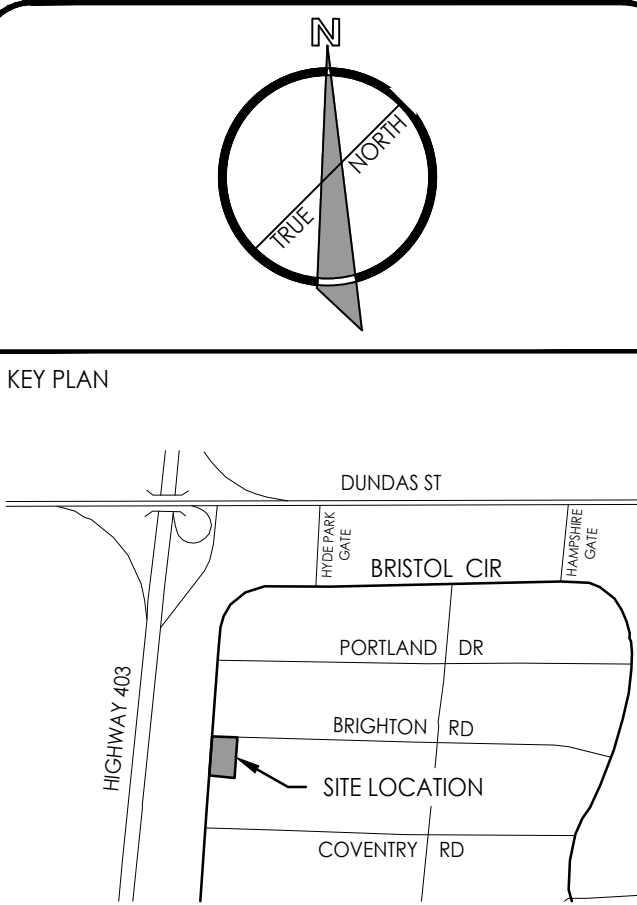 N
TRUE NORTH
KEY PLAN
DUNDAS ST
HYDE PARK
GATE
HAMPSHIRE
GATE
BRISTOL CIR
PORTLAND DR
HIGHWAY 403
BRIGHTON RD
SITE LOCATION
COVENTRY RD